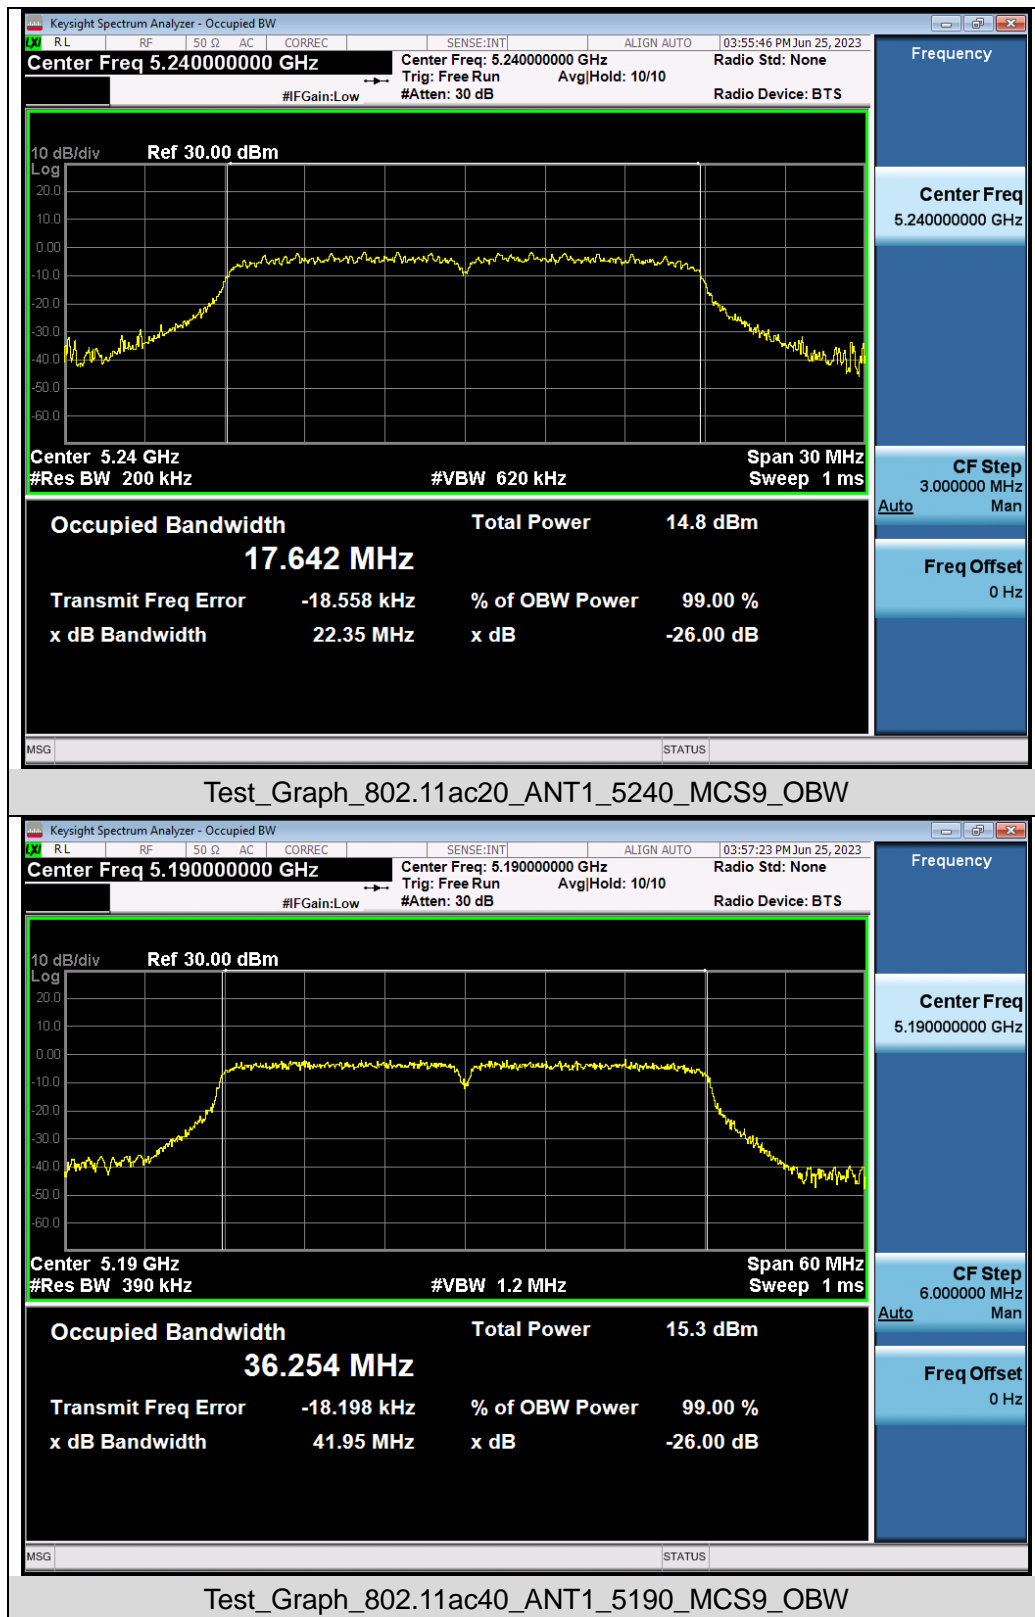 Keysight Spectrum Analyzer - Occupied BW
LXI RL RF 50 Ω AC CORREC SENSE:INT ALIGN AUTO 03:55:46 PM Jun 25, 2023
Center Freq 5.240000000 GHz
Center Freq: 5.240000000 GHz Radio Std: None
Trig: Free Run Avg|Hold: 10/10
#IFGain:Low #Atten: 30 dB Radio Device: BTS
Frequency
10 dB/div Ref 30.00 dBm
Log
20.0
10.0
0.00
-10.0
-20.0
-30.0
-40.0
-50.0
-60.0
Center 5.24 GHz Span 30 MHz
#Res BW 200 kHz #VBW 620 kHz Sweep 1 ms
Center Freq
5.240000000 GHz
CF Step
3.000000 MHz
Auto Man
Freq Offset
0 Hz
Occupied Bandwidth Total Power 14.8 dBm
17.642 MHz
Transmit Freq Error -18.558 kHz % of OBW Power 99.00 %
x dB Bandwidth 22.35 MHz x dB -26.00 dB
MSG STATUS
Test_Graph_802.11ac20_ANT1_5240_MCS9_OBW
Keysight Spectrum Analyzer - Occupied BW
LXI RL RF 50 Ω AC CORREC SENSE:INT ALIGN AUTO 03:57:23 PM Jun 25, 2023
Center Freq 5.190000000 GHz
Center Freq: 5.190000000 GHz Radio Std: None
Trig: Free Run Avg|Hold: 10/10
#IFGain:Low #Atten: 30 dB Radio Device: BTS
Frequency
10 dB/div Ref 30.00 dBm
Log
20.0
10.0
0.00
-10.0
-20.0
-30.0
-40.0
-50.0
-60.0
Center 5.19 GHz Span 60 MHz
#Res BW 390 kHz #VBW 1.2 MHz Sweep 1 ms
Center Freq
5.190000000 GHz
CF Step
6.000000 MHz
Auto Man
Freq Offset
0 Hz
Occupied Bandwidth Total Power 15.3 dBm
36.254 MHz
Transmit Freq Error -18.198 kHz % of OBW Power 99.00 %
x dB Bandwidth 41.95 MHz x dB -26.00 dB
MSG STATUS
Test_Graph_802.11ac40_ANT1_5190_MCS9_OBW